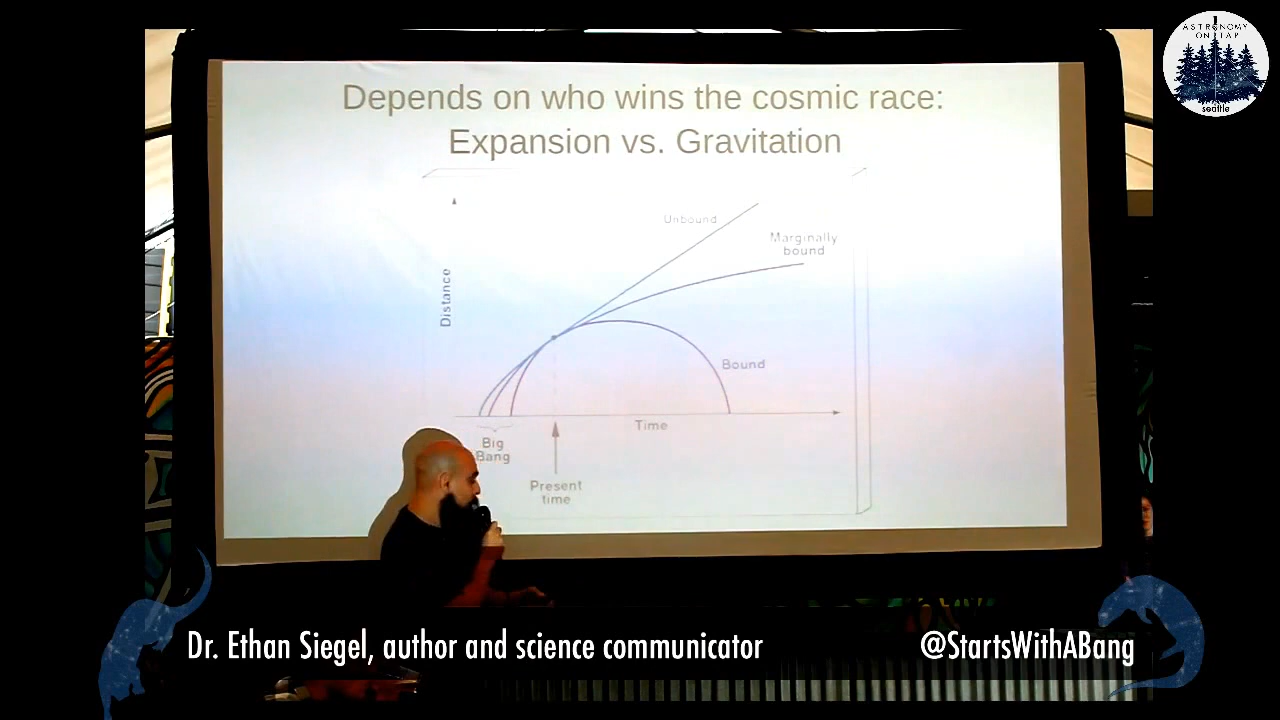 ASTRONOMY
ON TAP
seattle
Depends on who wins the cosmic race:
Expansion vs. Gravitation
Unbound
Marginally
bound
Distance
Bound
Time
Big
Bang
Present
time
Dr. Ethan Siegel, author and science communicator
@StartsWithABang